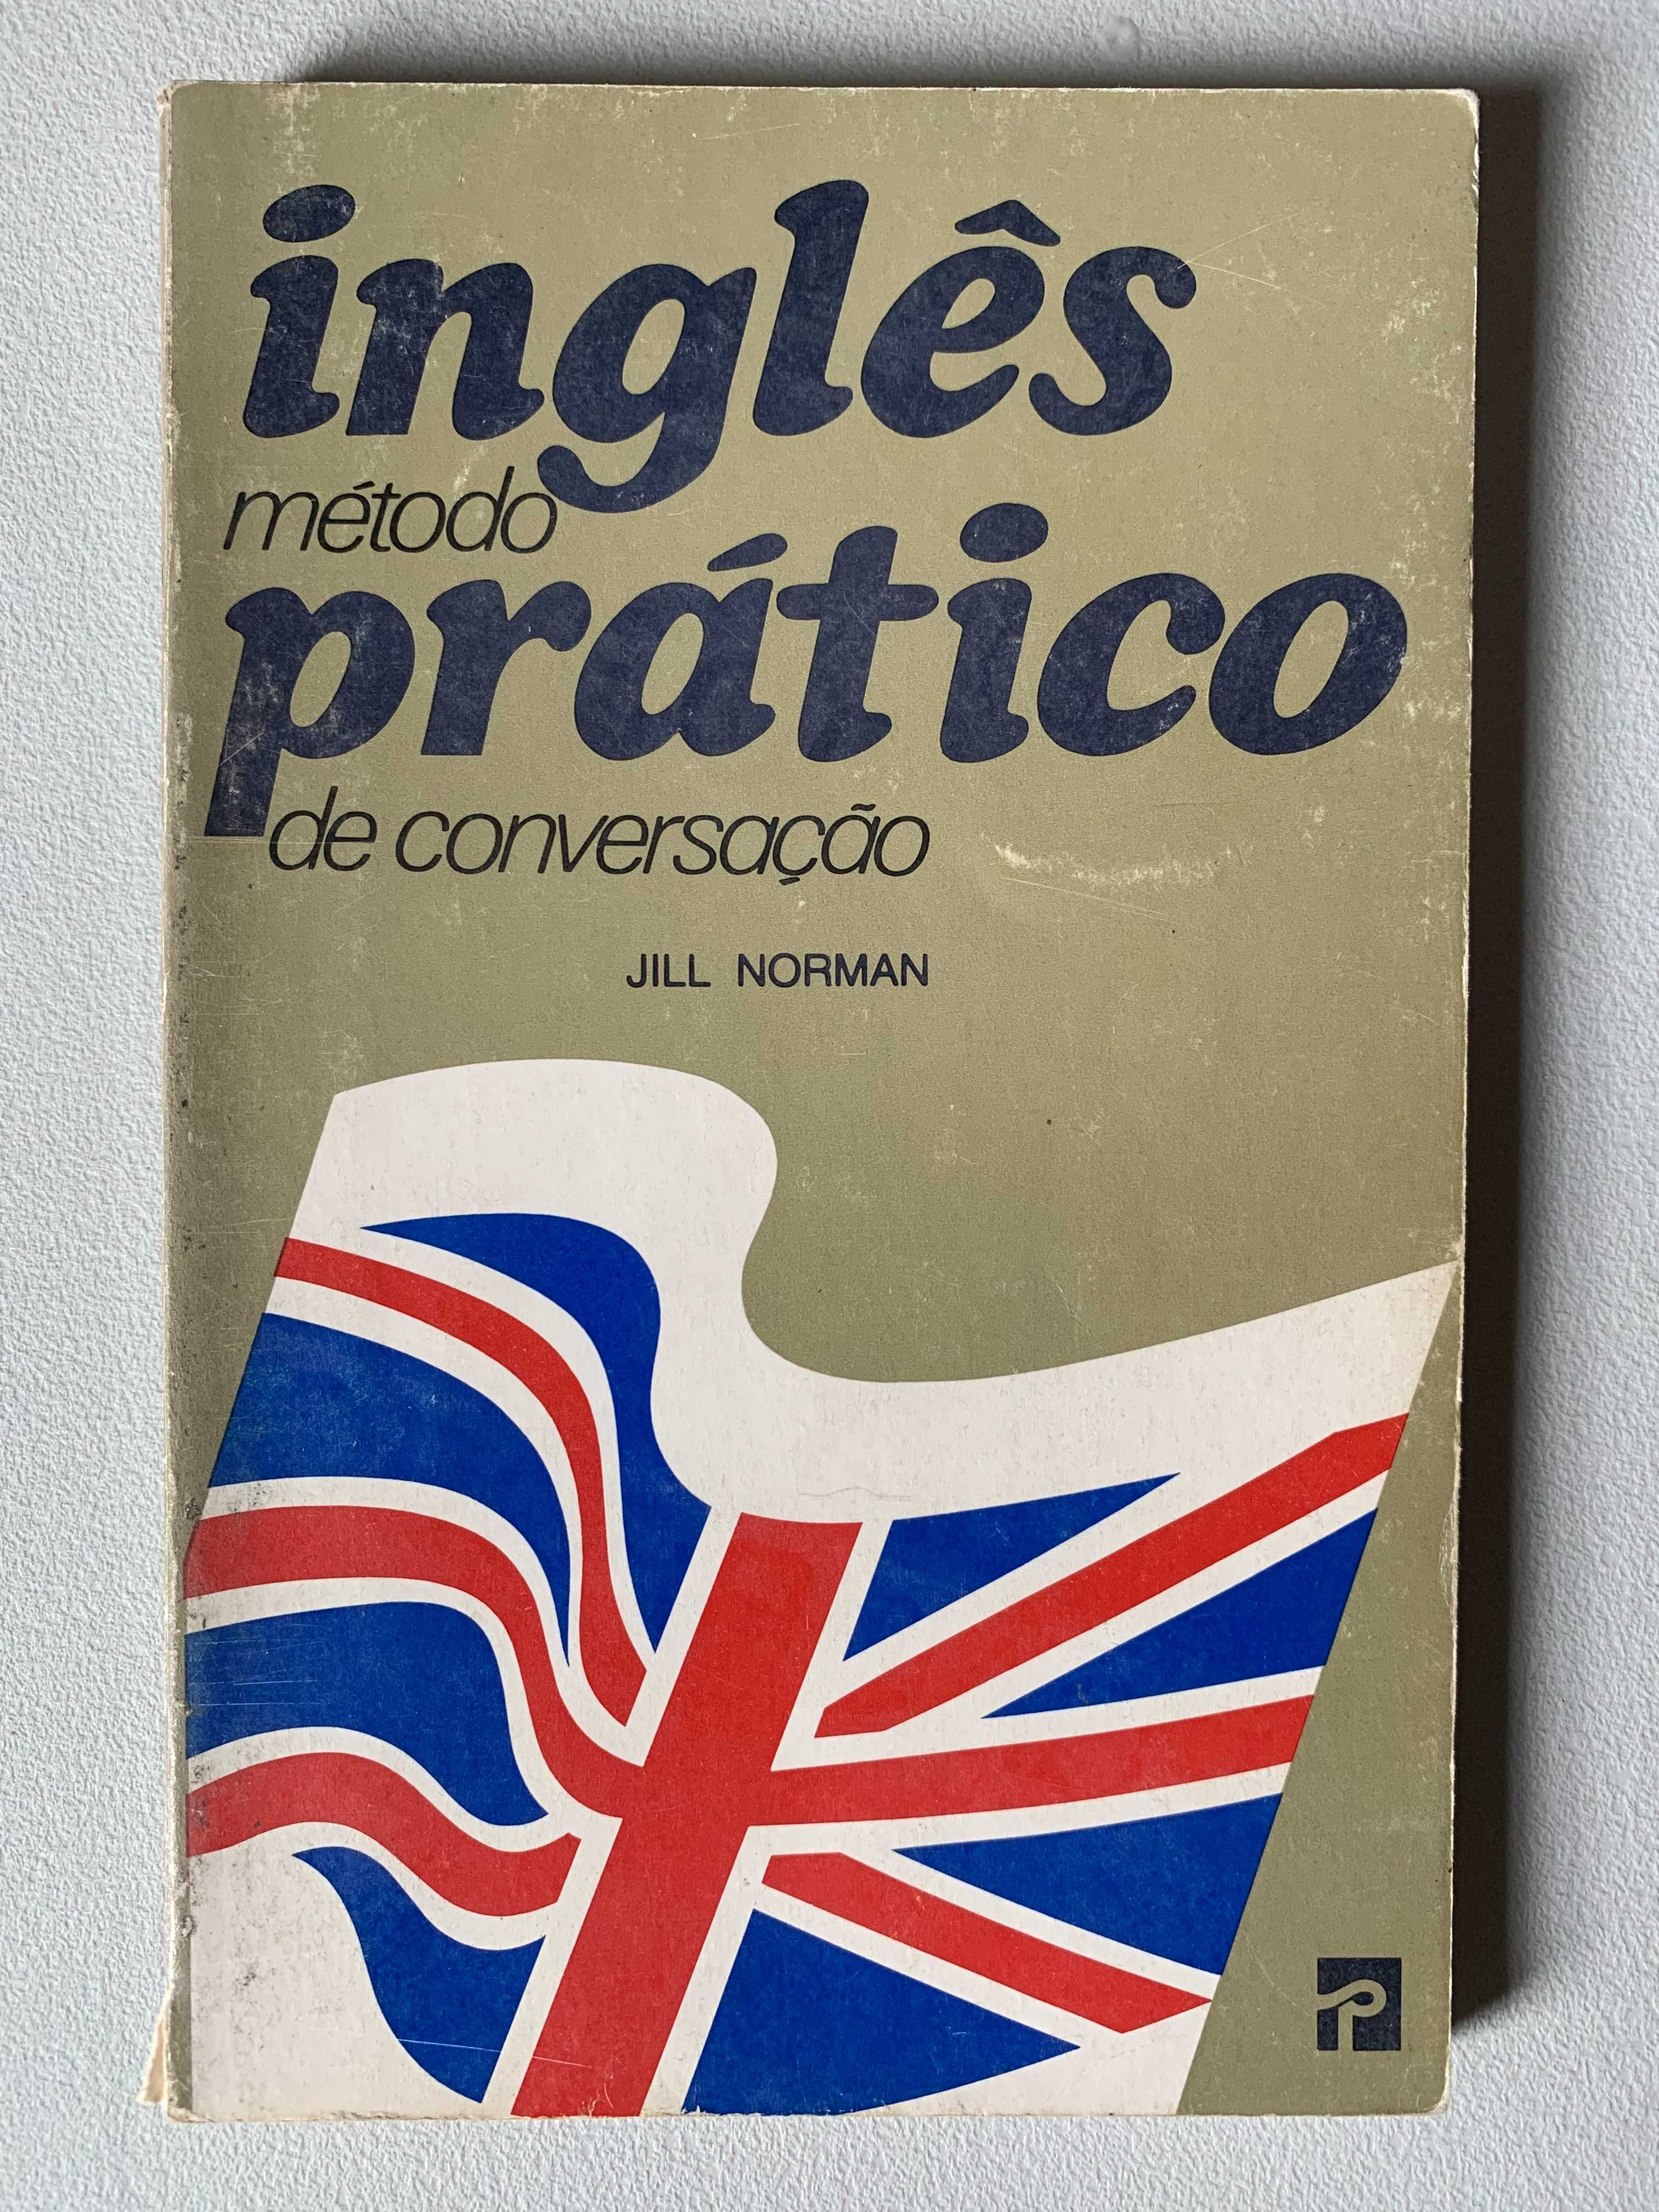 inglês
método
prático
de conversação
JILL NORMAN